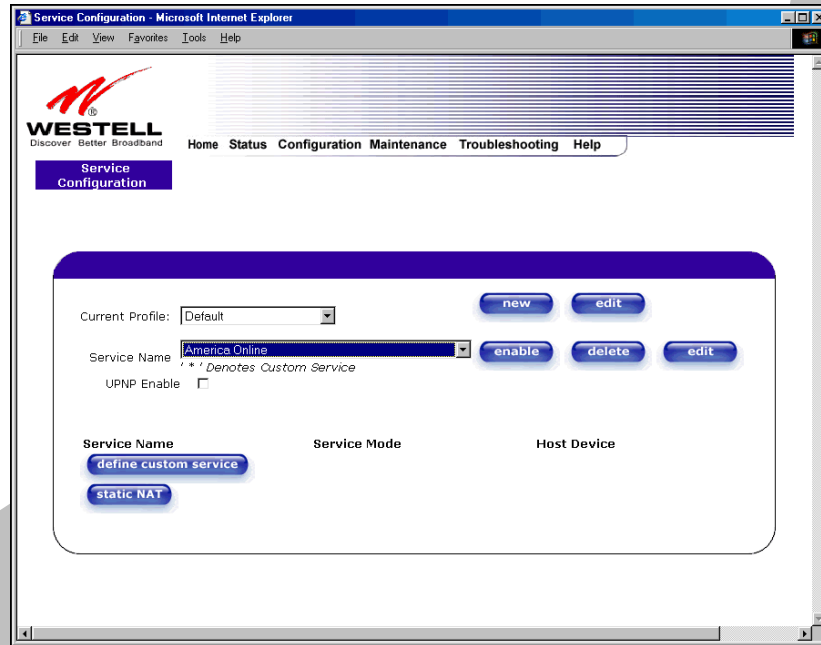 Service Configuration - Microsoft Internet Explorer
File Edit View Favorites Tools Help
®
WESTELL
Discover Better Broadband
Home Status Configuration Maintenance Troubleshooting Help
Service
Configuration
new edit
Current Profile: Default
Service Name America Online enable delete edit
' * ' Denotes Custom Service
UPNP Enable
Service Name Service Mode Host Device
define custom service
static NAT